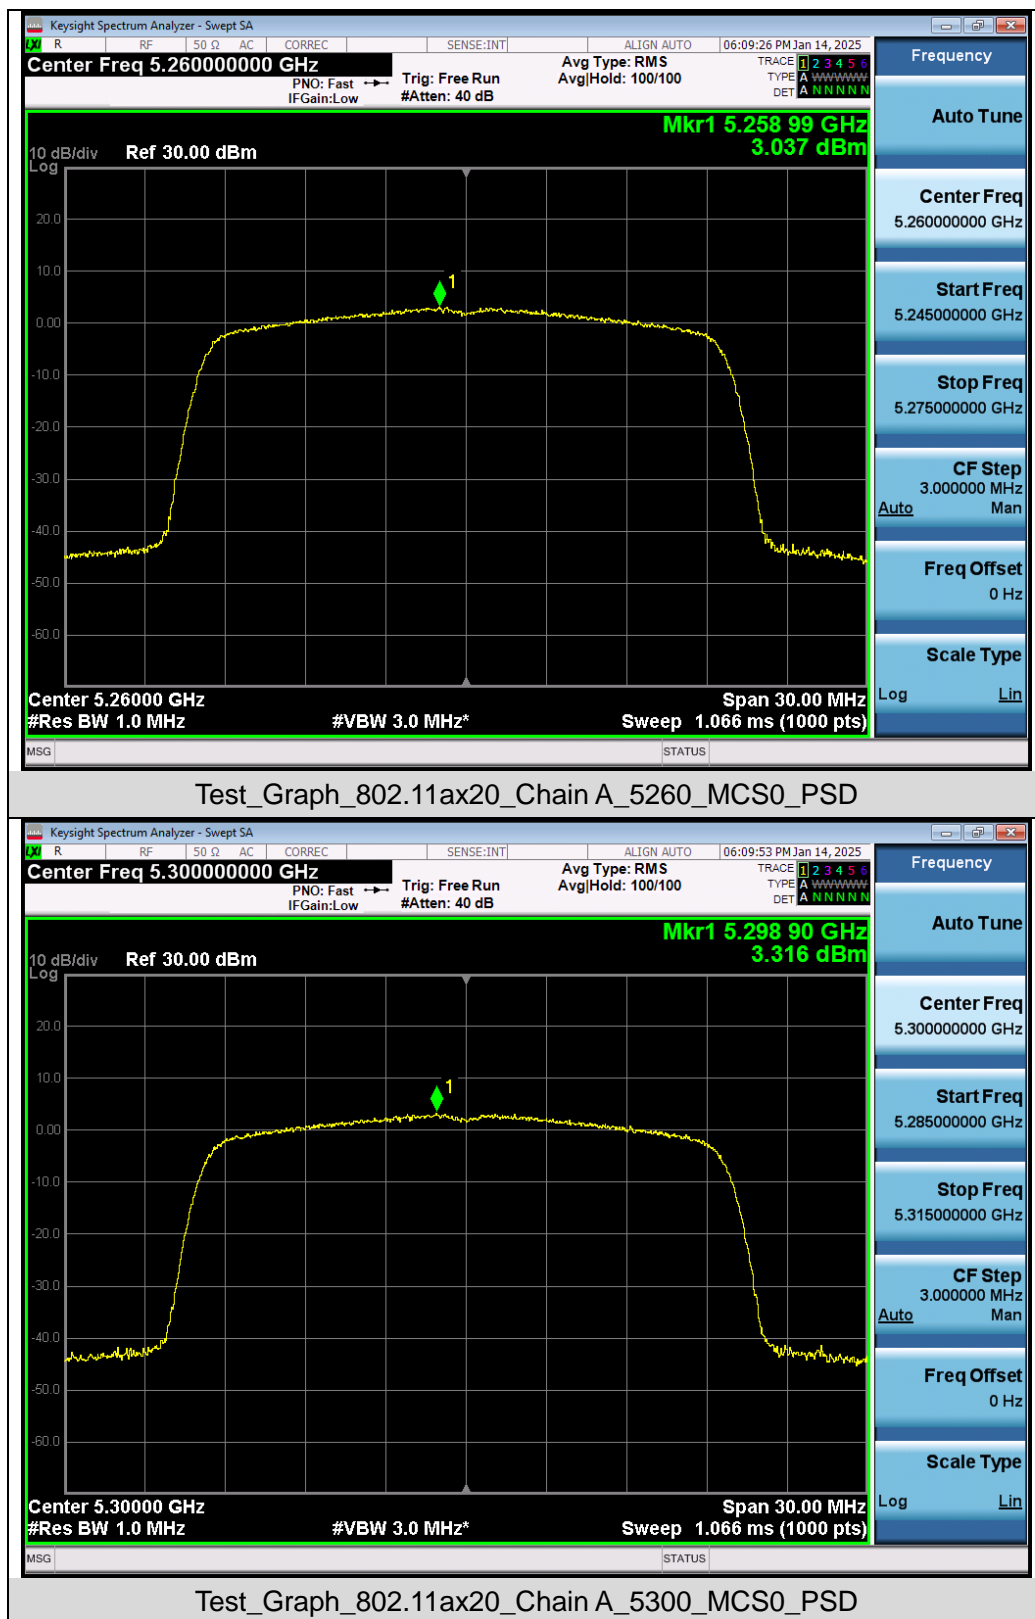 Keysight Spectrum Analyzer - Swept SA
LXI R RF 50 Ω AC CORREC SENSE:INT ALIGN AUTO 06:09:26 PM Jan 14, 2025
Center Freq 5.260000000 GHz
PNO: Fast
IFGain:Low
Trig: Free Run
#Atten: 40 dB
Avg Type: RMS
Avg|Hold: 100/100
TRACE 1 2 3 4 5 6
TYPE A WWWWW
DET A N N N N N
Mkr1 5.258 99 GHz
3.037 dBm
10 dB/div Ref 30.00 dBm
Log
1
20.0
10.0
0.00
-10.0
-20.0
-30.0
-40.0
-50.0
-60.0
Center 5.26000 GHz Span 30.00 MHz
#Res BW 1.0 MHz #VBW 3.0 MHz* Sweep 1.066 ms (1000 pts)
MSG STATUS
Frequency
Auto Tune
Center Freq
5.260000000 GHz
Start Freq
5.245000000 GHz
Stop Freq
5.275000000 GHz
CF Step
3.000000 MHz
Auto Man
Freq Offset
0 Hz
Scale Type
Log Lin
Test_Graph_802.11ax20_Chain A_5260_MCS0_PSD
Keysight Spectrum Analyzer - Swept SA
LXI R RF 50 Ω AC CORREC SENSE:INT ALIGN AUTO 06:09:53 PM Jan 14, 2025
Center Freq 5.300000000 GHz
PNO: Fast
IFGain:Low
Trig: Free Run
#Atten: 40 dB
Avg Type: RMS
Avg|Hold: 100/100
TRACE 1 2 3 4 5 6
TYPE A WWWWW
DET A N N N N N
Mkr1 5.298 90 GHz
3.316 dBm
10 dB/div Ref 30.00 dBm
Log
1
20.0
10.0
0.00
-10.0
-20.0
-30.0
-40.0
-50.0
-60.0
Center 5.30000 GHz Span 30.00 MHz
#Res BW 1.0 MHz #VBW 3.0 MHz* Sweep 1.066 ms (1000 pts)
MSG STATUS
Frequency
Auto Tune
Center Freq
5.300000000 GHz
Start Freq
5.285000000 GHz
Stop Freq
5.315000000 GHz
CF Step
3.000000 MHz
Auto Man
Freq Offset
0 Hz
Scale Type
Log Lin
Test_Graph_802.11ax20_Chain A_5300_MCS0_PSD